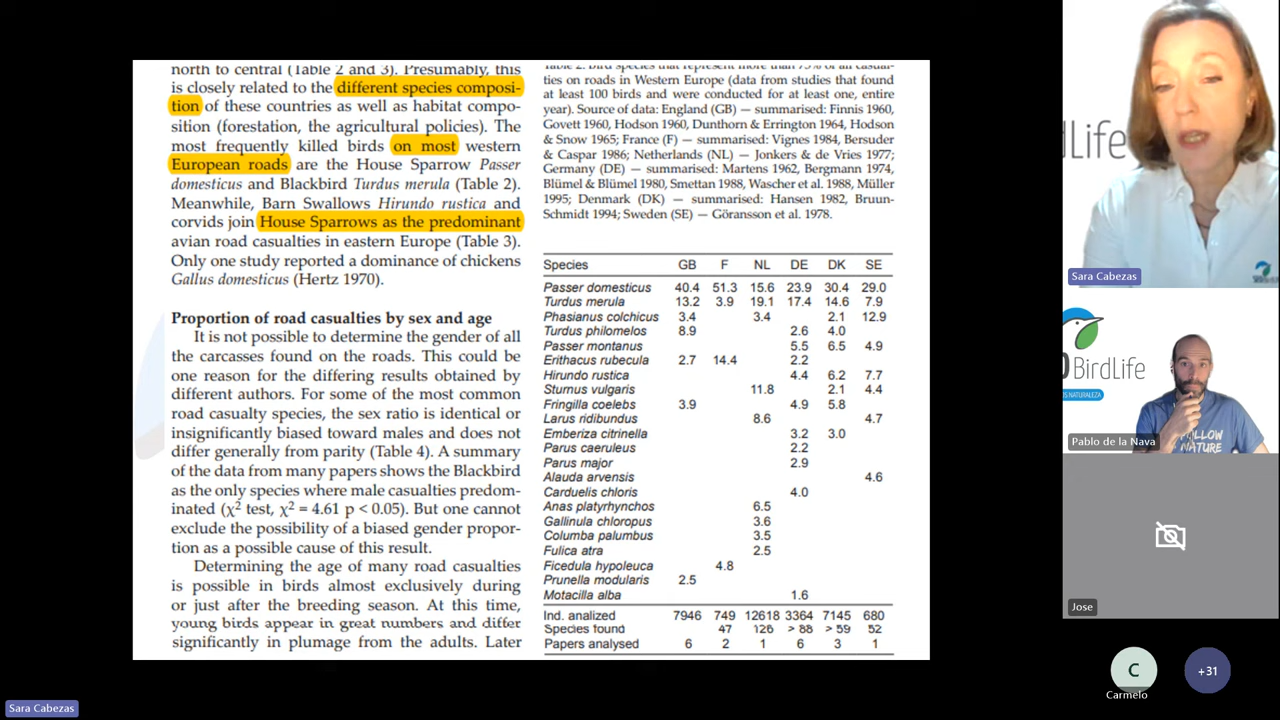 north to central (Table 2 and 3). Presumably, this
is closely related to the different species composi-
tion of these countries as well as habitat compo-
sition (forestation, the agricultural policies). The
most frequently killed birds on most western
European roads are the House Sparrow Passer
domesticus and Blackbird Turdus merula (Table 2).
Meanwhile, Barn Swallows Hirundo rustica and
corvids join House Sparrows as the predominant
avian road casualties in eastern Europe (Table 3).
Only one study reported a dominance of chickens
Gallus domesticus (Hertz 1970).
Proportion of road casualties by sex and age
It is not possible to determine the gender of all
the carcasses found on the roads. This could be
one reason for the differing results obtained by
different authors. For some of the most common
road casualty species, the sex ratio is identical or
insignificantly biased toward males and does not
differ generally from parity (Table 4). A summary
of the data from many papers shows the Blackbird
as the only species where male casualties predom-
inated (χ² test, χ² = 4.61 p < 0.05). But one cannot
exclude the possibility of a biased gender propor-
tion as a possible cause of this result.
Determining the age of many road casualties
is possible in birds almost exclusively during
or just after the breeding season. At this time,
young birds appear in great numbers and differ
significantly in plumage from the adults. Later
Table 2. Bird species that represent more than 75% of all casual-
ties on roads in Western Europe (data from studies that found
at least 100 birds and were conducted for at least one, entire
year). Source of data: England (GB) — summarised: Finnis 1960,
Govett 1960, Hodson 1960, Dunthorn & Errington 1964, Hodson
& Snow 1965; France (F) — summarised: Vignes 1984, Bersuder
& Caspar 1986; Netherlands (NL) — Jonkers & de Vries 1977;
Germany (DE) — summarised: Martens 1962, Bergmann 1974,
Blümel & Blümel 1980, Smettan 1988, Wascher et al. 1988, Müller
1995; Denmark (DK) — summarised: Hansen 1982, Bruun-
Schmidt 1994; Sweden (SE) — Göransson et al. 1978.
Species GB F NL DE DK SE
Passer domesticus 40.4 51.3 15.6 23.9 30.4 29.0
Turdus merula 13.2 3.9 19.1 17.4 14.6 7.9
Phasianus colchicus 3.4 3.4 2.1 12.9
Turdus philomelos 8.9 2.6 4.0
Passer montanus 5.5 6.5 4.9
Erithacus rubecula 2.7 14.4 2.2
Hirundo rustica 4.4 6.2 7.7
Sturnus vulgaris 11.8 2.1 4.4
Fringilla coelebs 3.9 4.9 5.8
Larus ridibundus 8.6 4.7
Emberiza citrinella 3.2 3.0
Parus caeruleus 2.2
Parus major 2.9
Alauda arvensis 4.6
Carduelis chloris 4.0
Anas platyrhynchos 6.5
Gallinula chloropus 3.6
Columba palumbus 3.5
Fulica atra 2.5
Ficedula hypoleuca 4.8
Prunella modularis 2.5
Motacilla alba 1.6
Ind. analized 7946 749 12618 3364 7145 680
Species found 47 126 > 88 > 59 52
Papers analysed 6 2 1 6 3 1
dLife
Sara Cabezas
BirdLife
NATURALEZA
FOLLOW
NATURE
Pablo de la Nava
Jose
C
+31
Carmelo
Sara Cabezas